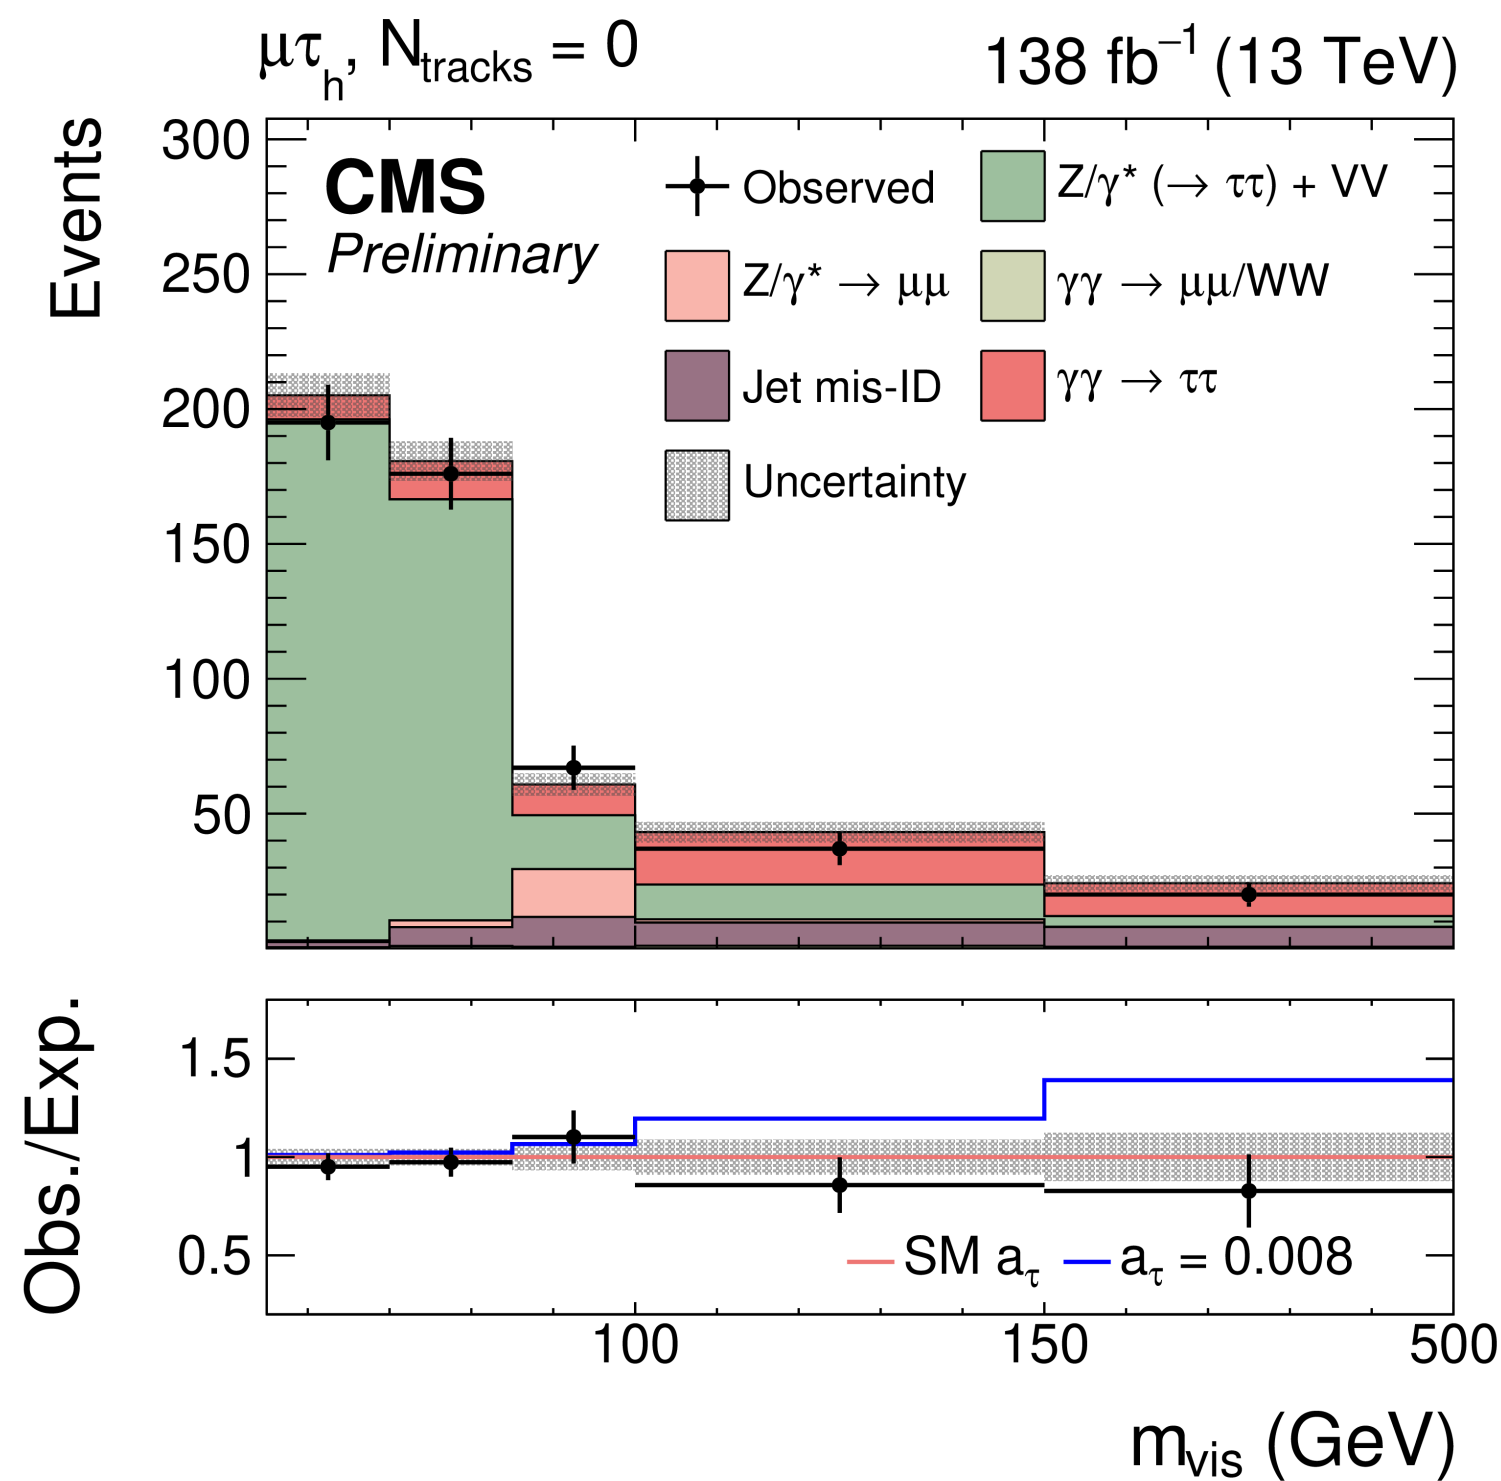 μτh, Ntracks = 0
138 fb⁻¹ (13 TeV)
Events
300
250
200
150
100
50
CMS
Preliminary
Observed
Z/γ* (→ ττ) + VV
Z/γ* → μμ
γγ → μμ/WW
Jet mis-ID
γγ → ττ
Uncertainty
Obs./Exp.
1.5
1
0.5
SM aτ
aτ = 0.008
100
150
500
mvis (GeV)